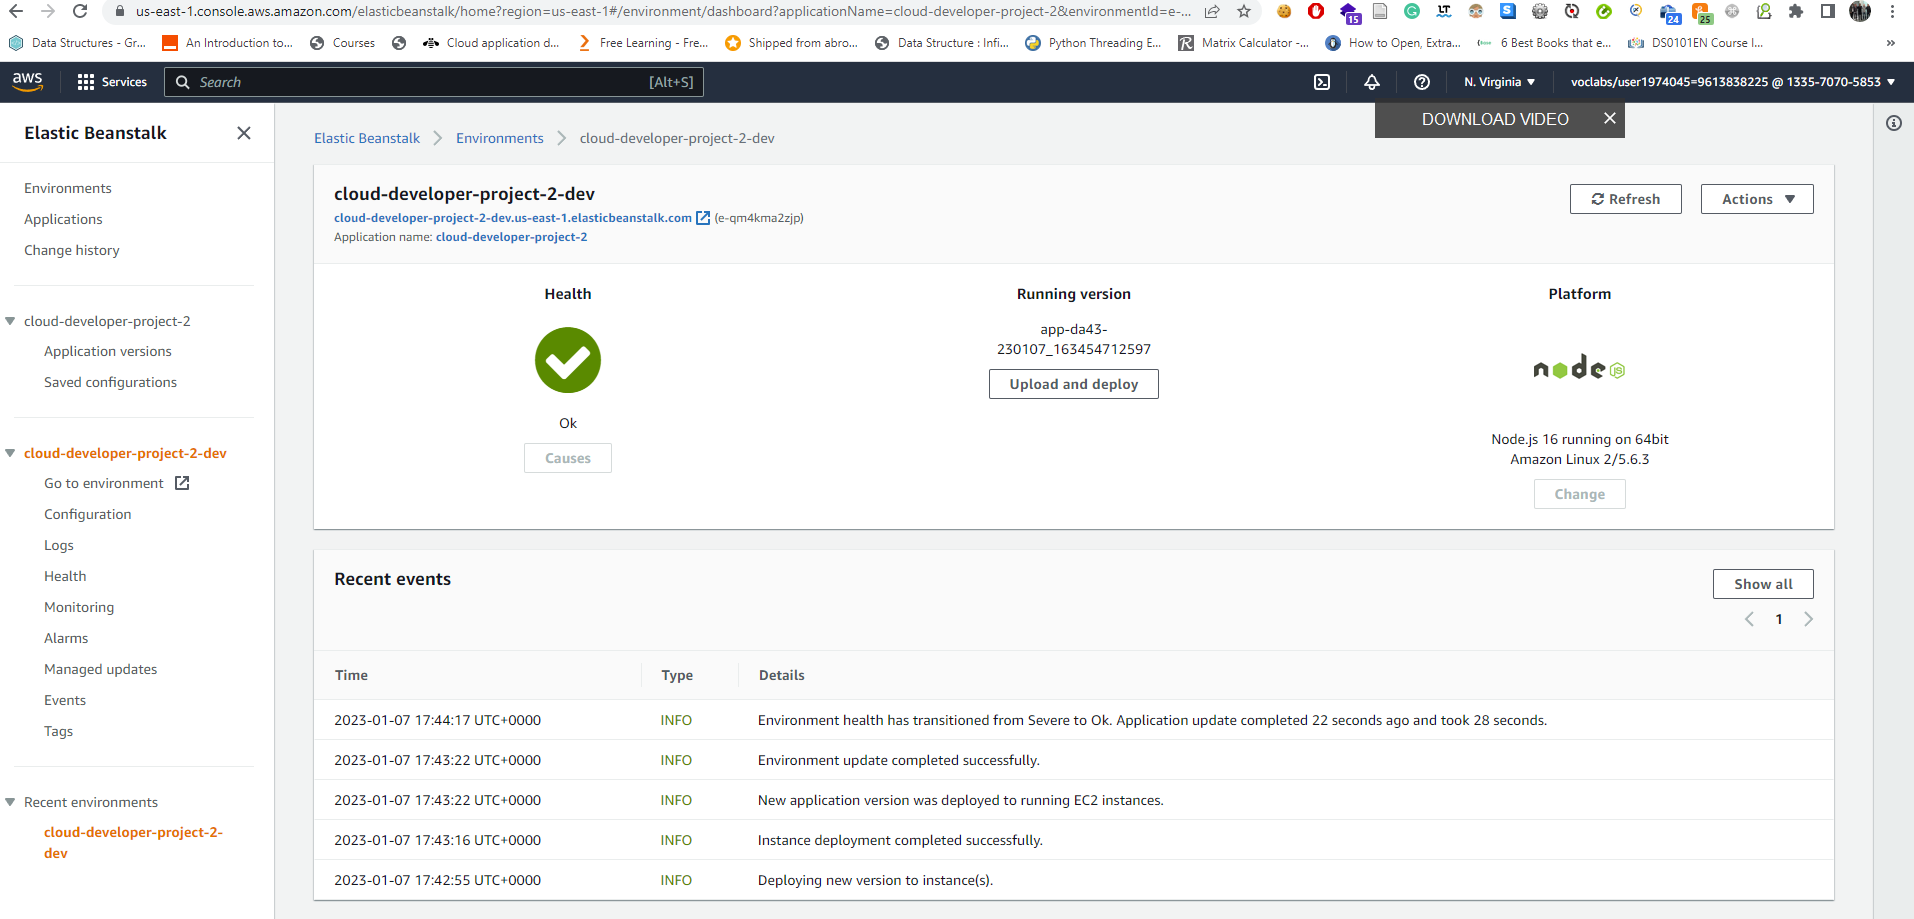 us-east-1.console.aws.amazon.com/elasticbeanstalk/home?region=us-east-1#/environment/dashboard?applicationName=cloud-developer-project-2&environmentId=e-...
15
24
25
Data Structures - Gr...
An Introduction to...
Courses
Cloud application d...
Free Learning - Fre...
Shipped from abro...
Data Structure : Infi...
Python Threading E...
Matrix Calculator -...
How to Open, Extra...
6 Best Books that e...
DS0101EN Course I...
»
aws
Services
Search
[Alt+S]
N. Virginia
voclabs/user1974045=9613838225 @ 1335-7070-5853
DOWNLOAD VIDEO
Elastic Beanstalk
Environments
Applications
Change history
cloud-developer-project-2
Application versions
Saved configurations
cloud-developer-project-2-dev
Go to environment
Configuration
Logs
Health
Monitoring
Alarms
Managed updates
Events
Tags
Recent environments
cloud-developer-project-2-
dev
Elastic Beanstalk
Environments
cloud-developer-project-2-dev
cloud-developer-project-2-dev
cloud-developer-project-2-dev.us-east-1.elasticbeanstalk.com (e-qm4kma2zjp)
Application name: cloud-developer-project-2
Refresh
Actions
Health
Ok
Causes
Running version
app-da43-
230107_163454712597
Upload and deploy
Platform
node JS
Node.js 16 running on 64bit
Amazon Linux 2/5.6.3
Change
Recent events
Show all
1
Time Type Details
2023-01-07 17:44:17 UTC+0000 INFO Environment health has transitioned from Severe to Ok. Application update completed 22 seconds ago and took 28 seconds.
2023-01-07 17:43:22 UTC+0000 INFO Environment update completed successfully.
2023-01-07 17:43:22 UTC+0000 INFO New application version was deployed to running EC2 instances.
2023-01-07 17:43:16 UTC+0000 INFO Instance deployment completed successfully.
2023-01-07 17:42:55 UTC+0000 INFO Deploying new version to instance(s).